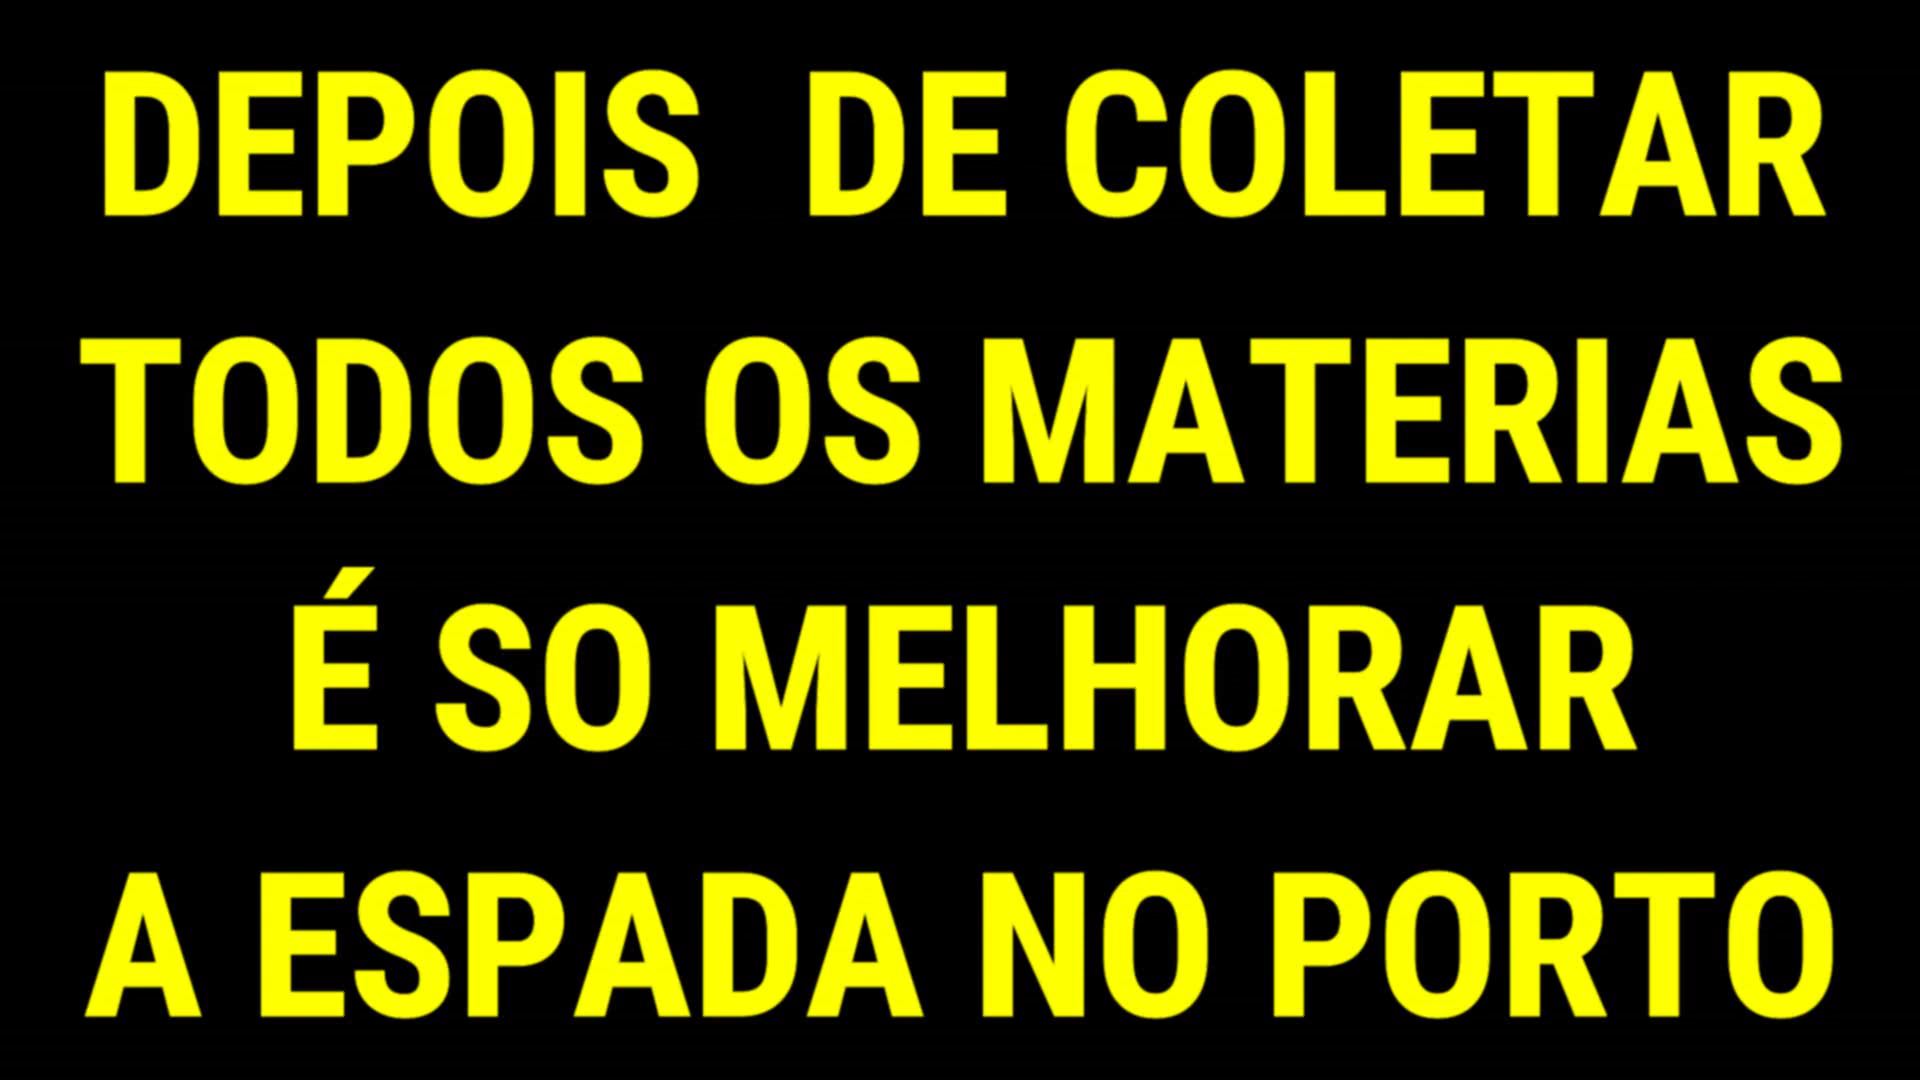 DEPOIS  DE COLETAR
TODOS OS MATERIAS
É SO MELHORAR
A ESPADA NO PORTO